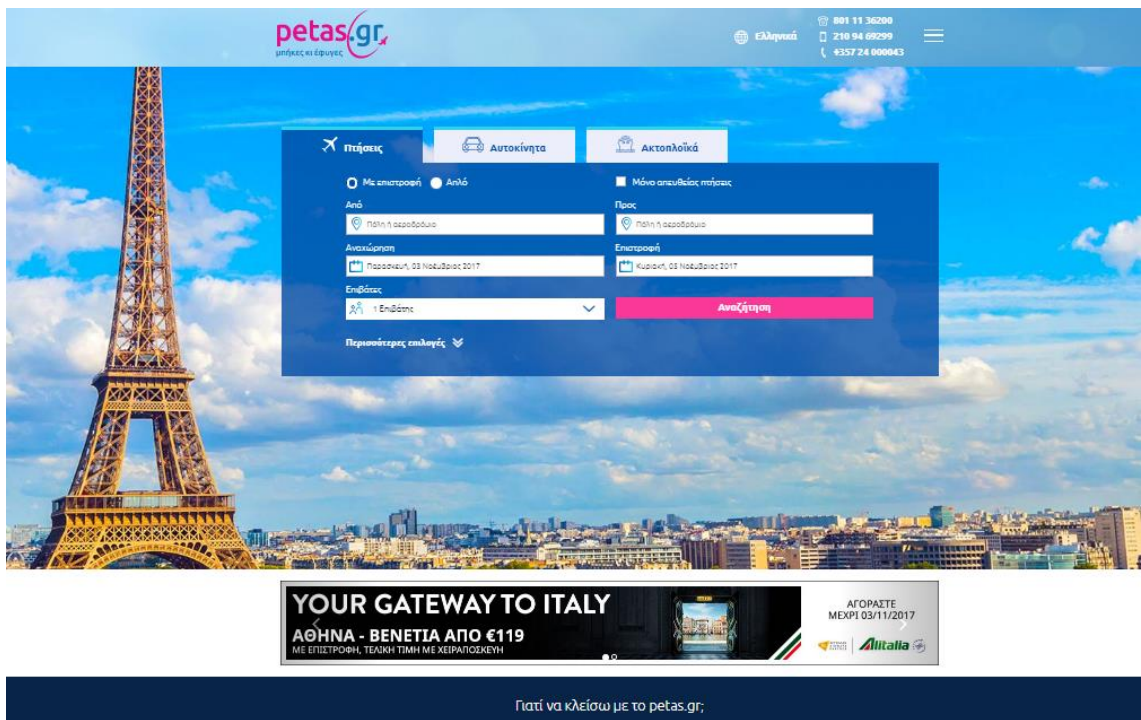 petas.gr
μπήκες κι έφυγες
Ελληνικά
801 11 36200
210 94 69299
+357 24 000043
Πτήσεις
Αυτοκίνητα
Ακτοπλοϊκά
Με επιστροφή
Απλό
Μόνο απευθείας πτήσεις
Από
Προς
Πόλη ή αεροδρόμιο
Πόλη ή αεροδρόμιο
Αναχώρηση
Επιστροφή
Παρασκευή, 03 Νοέμβριος 2017
Κυριακή, 05 Νοέμβριος 2017
Επιβάτες
1 Επιβάτης
Αναζήτηση
Περισσότερες επιλογές
YOUR GATEWAY TO ITALY
ΑΘΗΝΑ - ΒΕΝΕΤΙΑ ΑΠΟ €119
ΜΕ ΕΠΙΣΤΡΟΦΗ, ΤΕΛΙΚΗ ΤΙΜΗ ΜΕ ΧΕΙΡΑΠΟΣΚΕΥΗ
ΑΓΟΡΑΣΤΕ
ΜΕΧΡΙ 03/11/2017
Alitalia
Γιατί να κλείσω με το petas.gr;